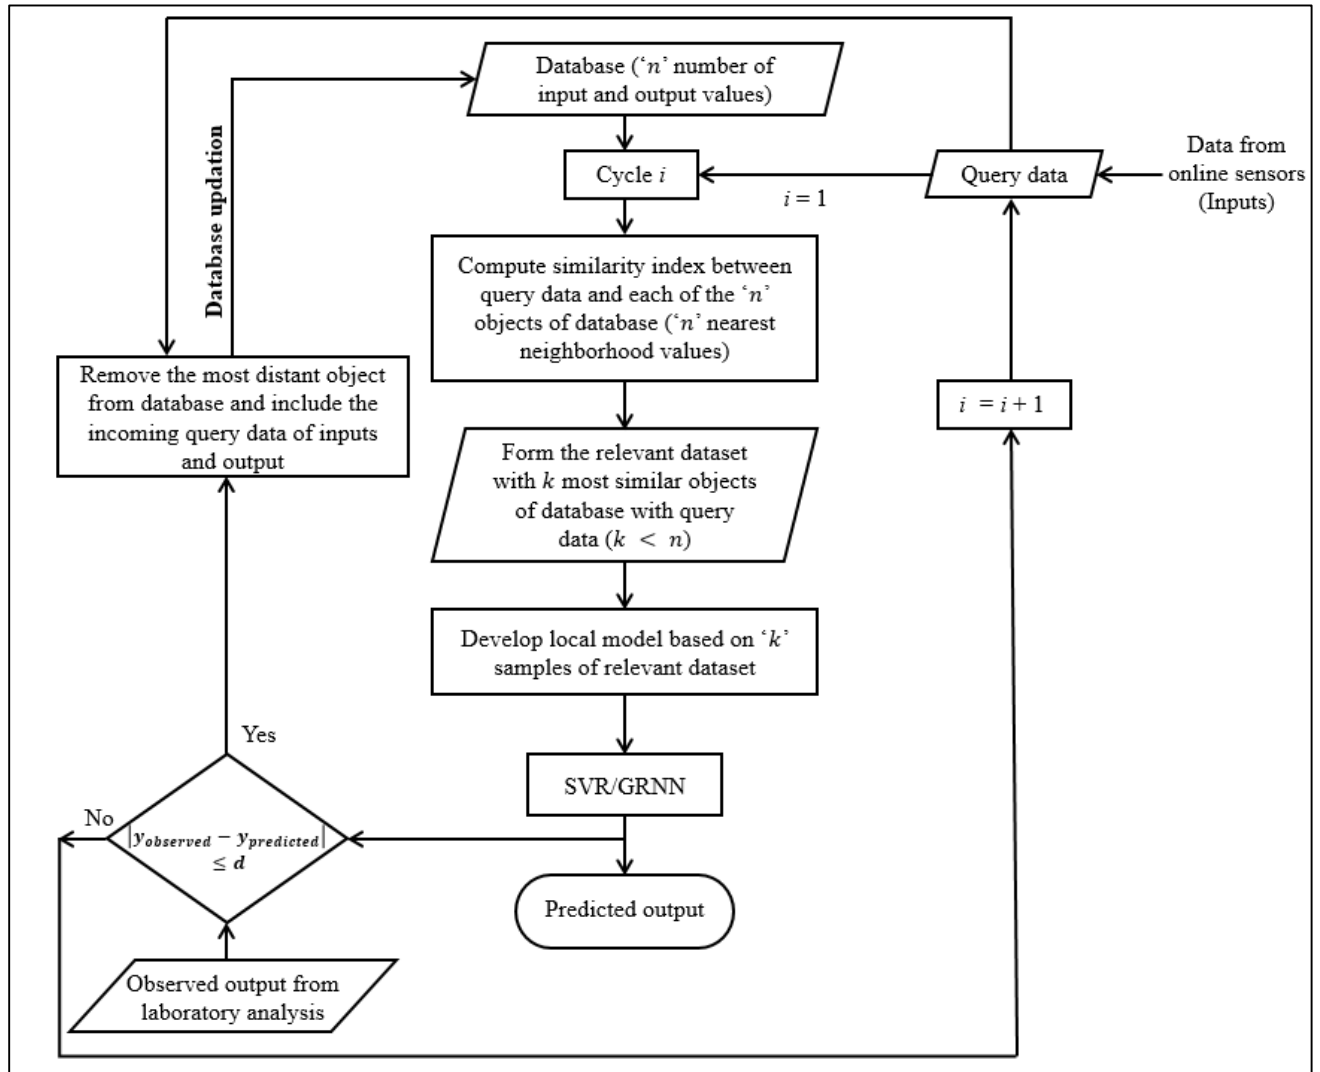 Database (‘n’ number of
input and output values)
Data from
online sensors
(Inputs)
Query data
Cycle i
i = 1
Database updation
Compute similarity index between
query data and each of the ‘n’
objects of database (‘n’ nearest
neighborhood values)
Remove the most distant object
from database and include the
incoming query data of inputs
and output
i = i + 1
Form the relevant dataset
with k most similar objects
of database with query
data (k < n)
Develop local model based on ‘k’
samples of relevant dataset
Yes
SVR/GRNN
No
|y_observed − y_predicted|
≤ d
Predicted output
Observed output from
laboratory analysis